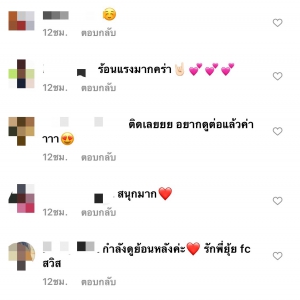 ☺️
12ชม. ตอบกลับ
ร้อนแรงมากคร่า🤟🏻💕💕💕
12ชม. ตอบกลับ
ติดเลยยย อยากดูต่อแล้วค่า
าาา😍
12ชม. ตอบกลับ
. สนุกมาก❤️
12ชม. ตอบกลับ
. กำลังดูย้อนหลังค่ะ❤️ รักพี่ยุ้ย fc
สวิส
12ชม. ตอบกลับ